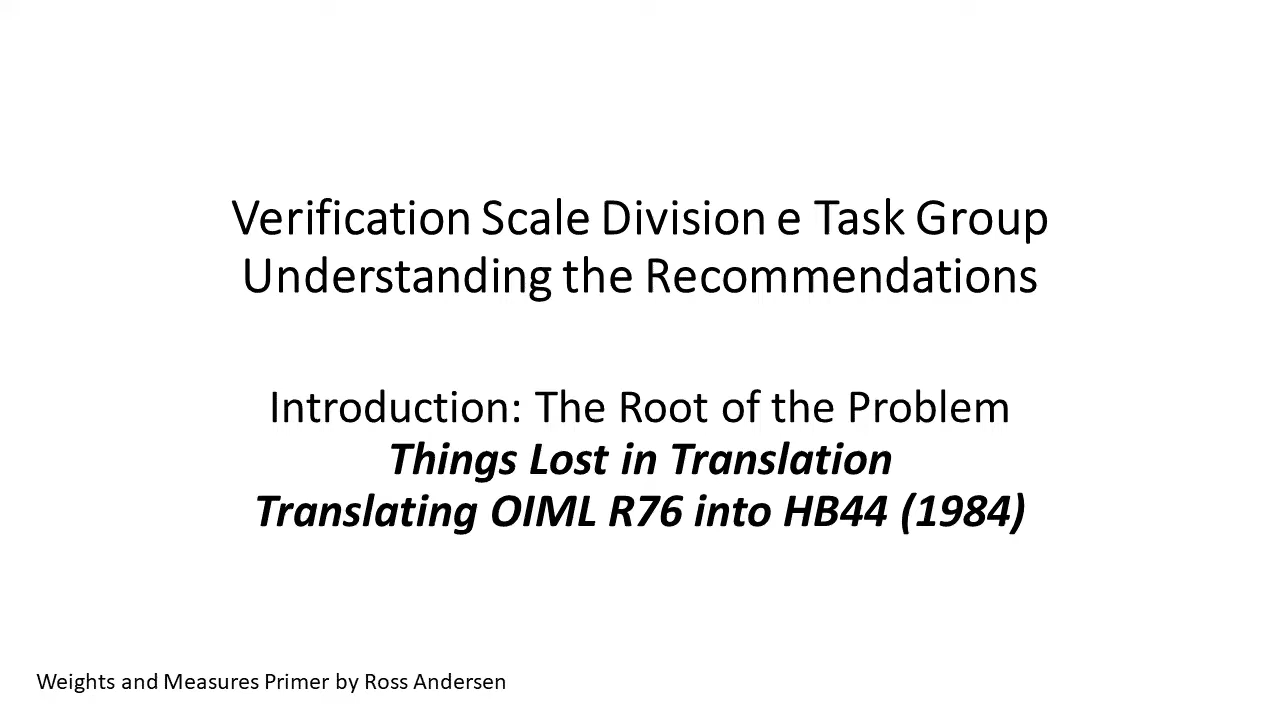 Verification Scale Division e Task Group
Understanding the Recommendations
Introduction: The Root of the Problem
Things Lost in Translation
Translating OIML R76 into HB44 (1984)
Weights and Measures Primer by Ross Andersen